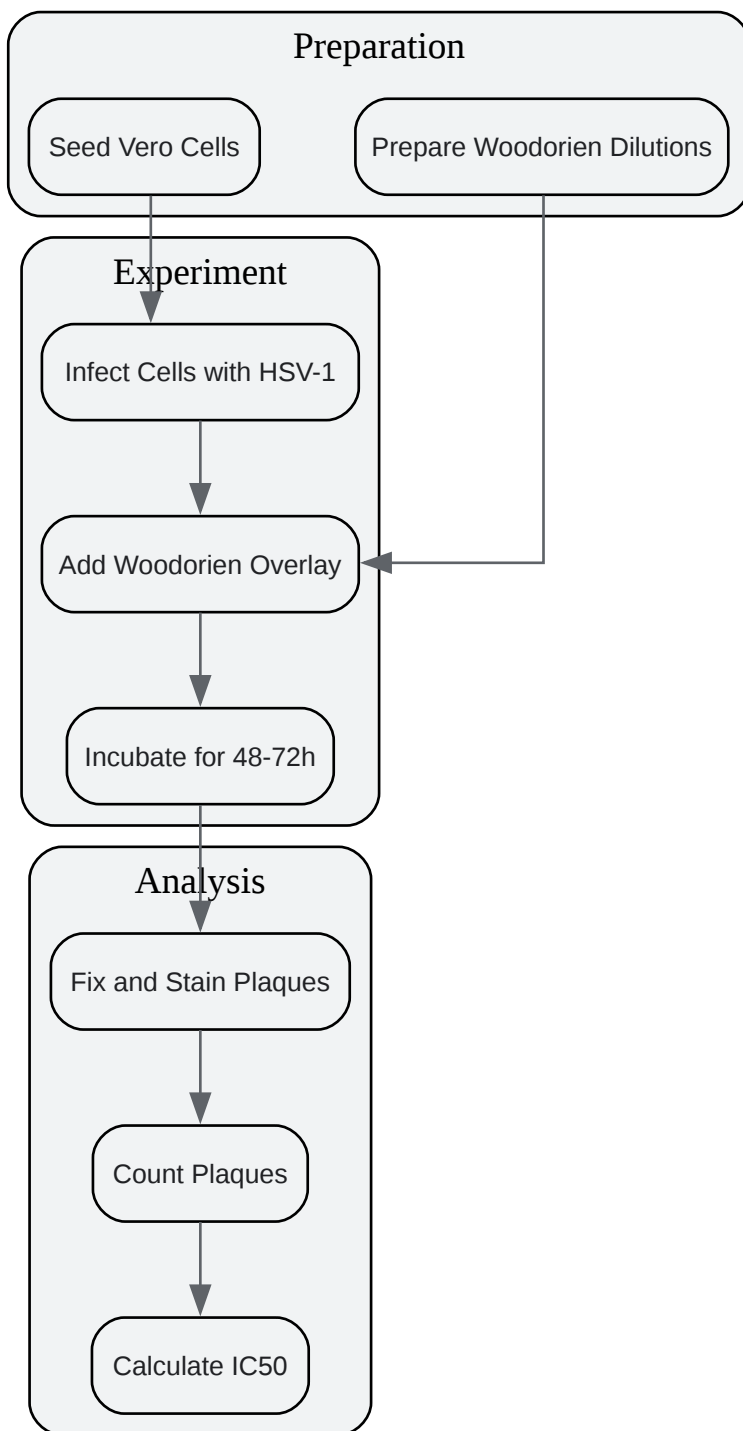 Preparation
Seed Vero Cells
Prepare Woodorien Dilutions
Experiment
Infect Cells with HSV-1
Add Woodorien Overlay
Incubate for 48-72h
Analysis
Fix and Stain Plaques
Count Plaques
Calculate IC50